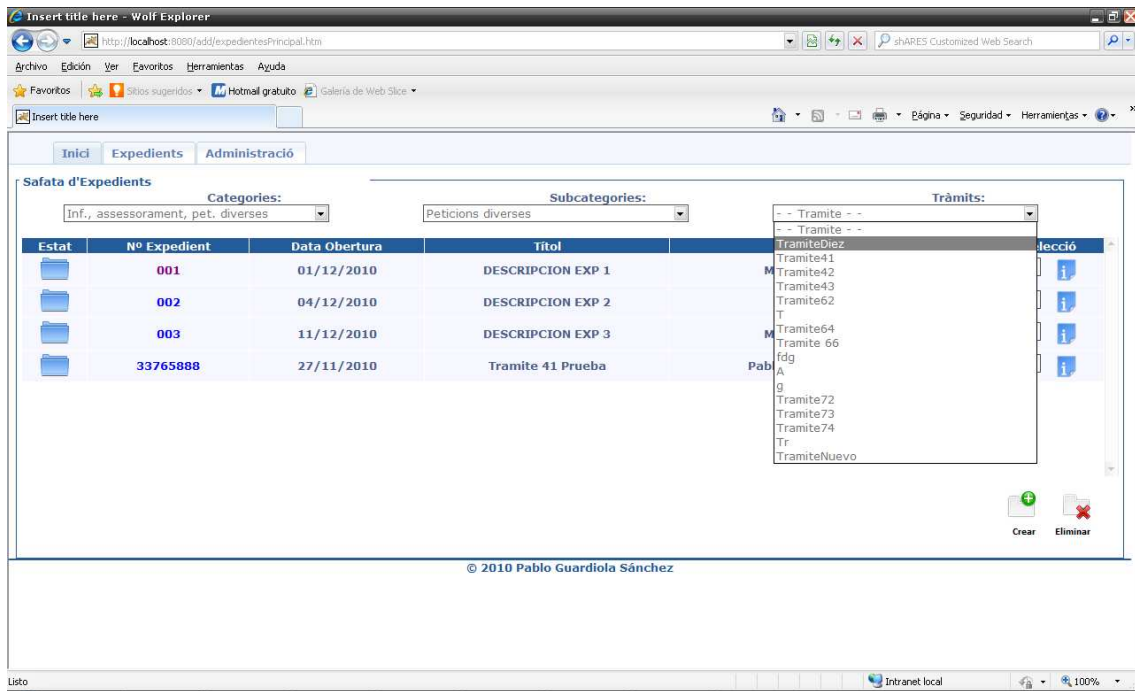 Insert title here - Wolf Explorer
http://localhost:8080/add/expedientesPrincipal.htm
shARES Customized Web Search
Archivo Edición Ver Favoritos Herramientas Ayuda
Favoritos Sitios sugeridos Hotmail gratuito Galería de Web Slice
Insert title here
Página Seguridad Herramientas »
Inici Expedients Administració
Safata d'Expedients
Categories: Subcategories: Tràmits:
Inf., assessorament, pet. diverses Peticions diverses - - Tramite - -
- - Tramite - -
Estat Nº Expedient Data Obertura Títol TramiteDiez elecció
Tramite41
001 01/12/2010 DESCRIPCION EXP 1 M Tramite42
Tramite43
002 04/12/2010 DESCRIPCION EXP 2 Tramite62
T
Tramite64
003 11/12/2010 DESCRIPCION EXP 3 M
Tramite 66
fdg
33765888 27/11/2010 Tramite 41 Prueba Pabl A
g
Tramite72
Tramite73
Tramite74
Tr
TramiteNuevo
Crear Eliminar
© 2010 Pablo Guardiola Sánchez
Listo Intranet local 100%